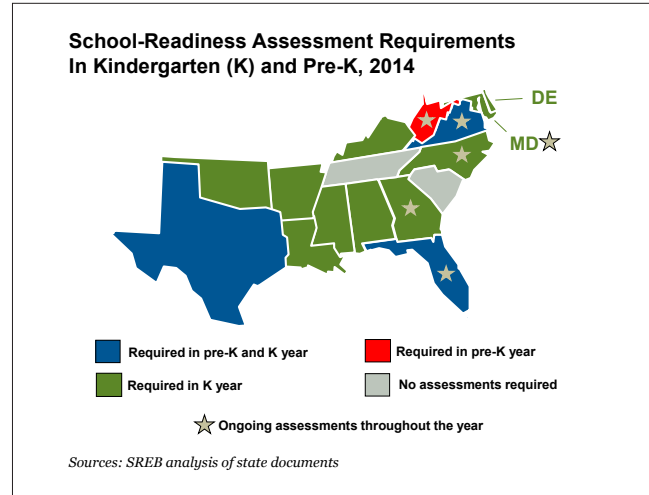 School-Readiness Assessment Requirements
In Kindergarten (K) and Pre-K, 2014
DE
MD
Required in pre-K and K year
Required in pre-K year
Required in K year
No assessments required
Ongoing assessments throughout the year
Sources: SREB analysis of state documents